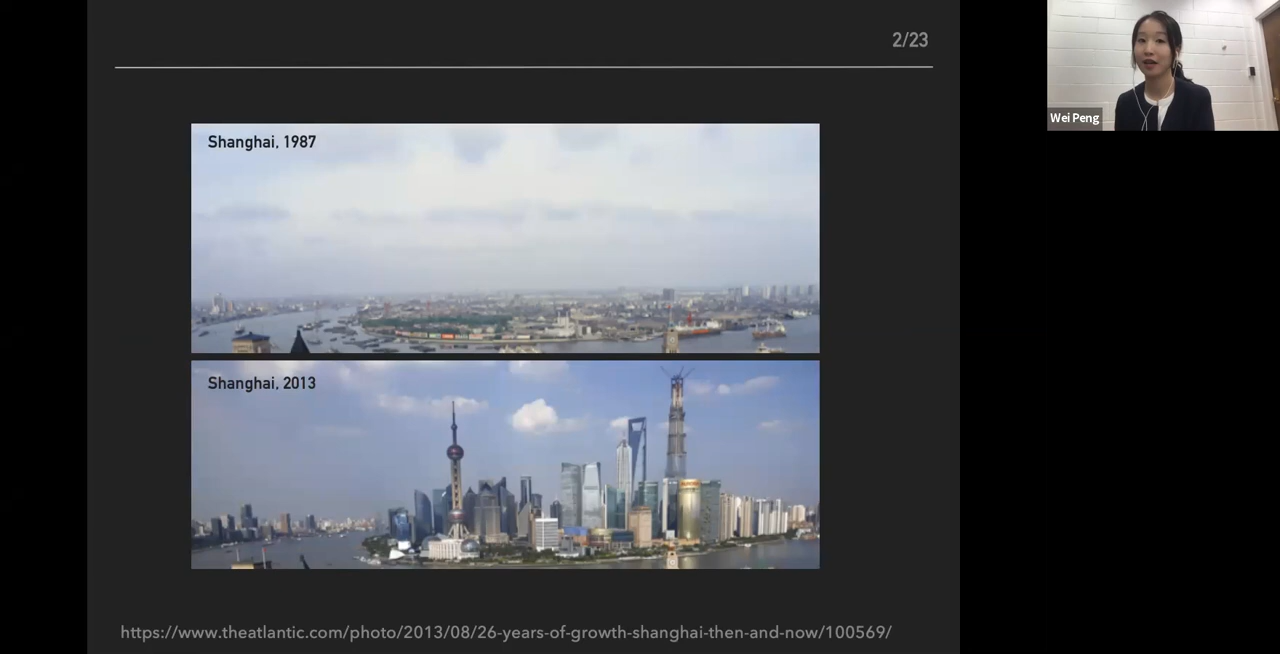 2/23
Shanghai, 1987
Shanghai, 2013
https://www.theatlantic.com/photo/2013/08/26-years-of-growth-shanghai-then-and-now/100569/
Wei Peng